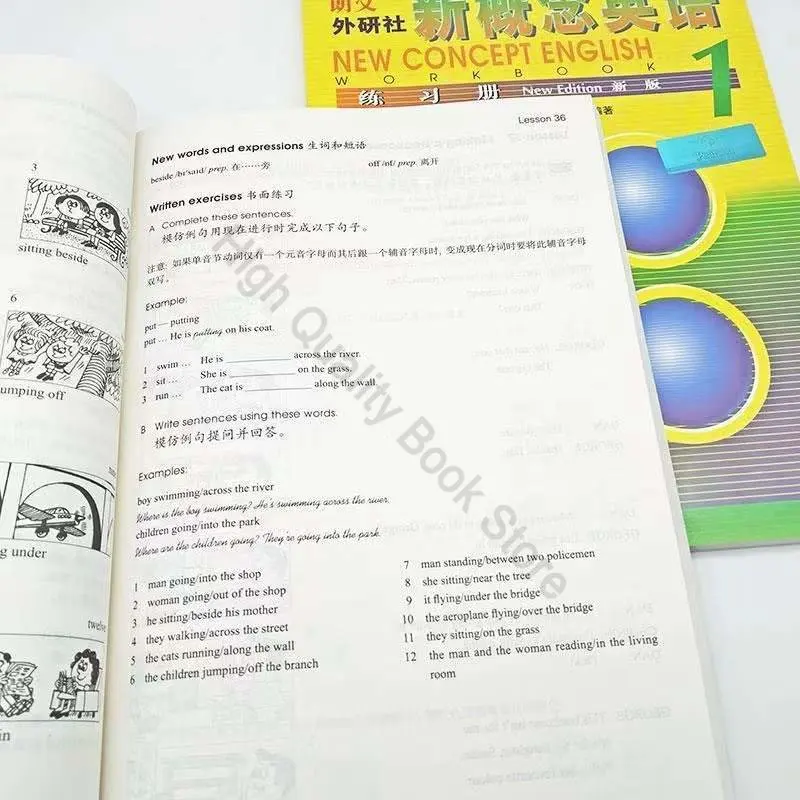 朗文
外研社
新概念英语
NEW CONCEPT ENGLISH
WORKBOOK
练习册 New Edition 新版
1
Lesson 36
New words and expressions 生词和短语
beside /bi'said/ prep. 在……旁 off /ɒf/ prep. 离开
Written exercises 书面练习
A Complete these sentences.
模仿例句用现在进行时完成以下句子。
注意: 如果单音节动词仅有一个元音字母而其后跟一个辅音字母时, 变成现在分词时要将此辅音字母
双写。
Example:
put — putting
put … He is putting on his coat.
1 swim … He is __________ across the river.
2 sit … She is __________ on the grass.
3 run … The cat is __________ along the wall.
B Write sentences using these words.
模仿例句提问并回答。
Examples:
boy swimming/across the river
Where is the boy swimming? He's swimming across the river.
children going/into the park
Where are the children going? They're going into the park.
1 man going/into the shop
2 woman going/out of the shop
3 he sitting/beside his mother
4 they walking/across the street
5 the cats running/along the wall
6 the children jumping/off the branch
7 man standing/between two policemen
8 she sitting/near the tree
9 it flying/under the bridge
10 the aeroplane flying/over the bridge
11 they sitting/on the grass
12 the man and the woman reading/in the living
room
3
sitting beside
6
umping off
ng under
twelve
in
High Quality Book Store